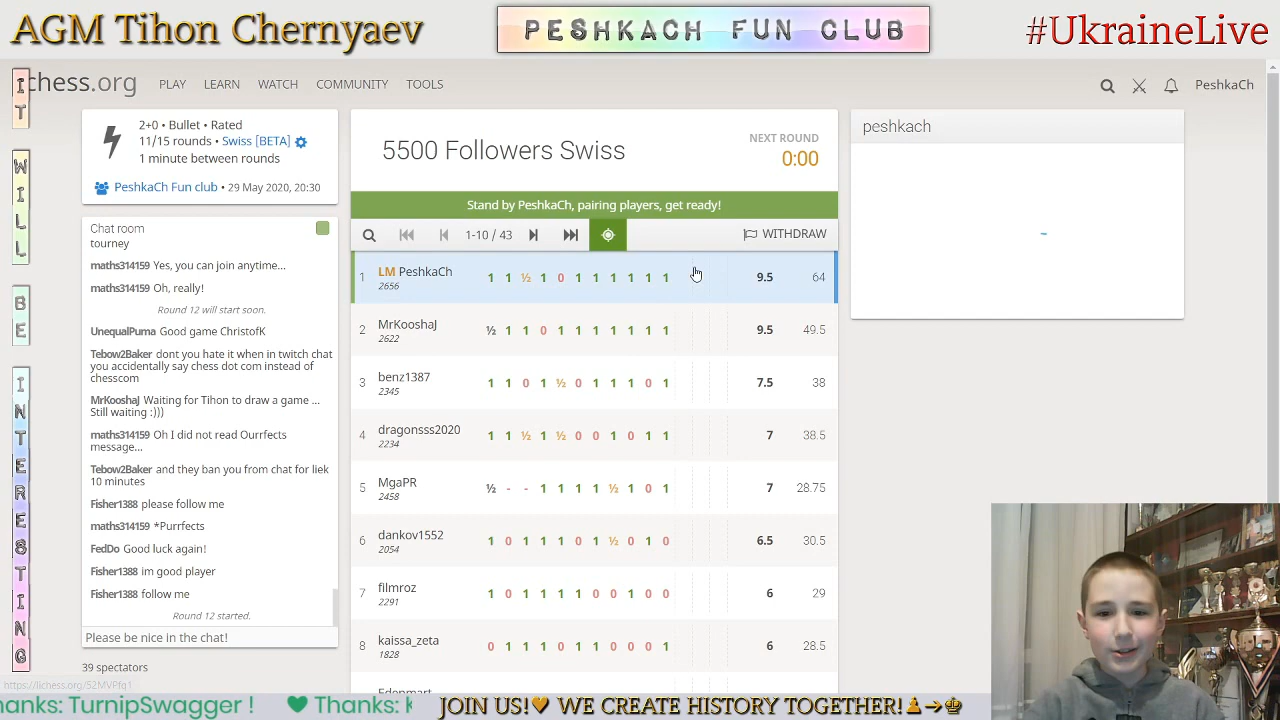 AGM Tihon Chernyaev
PESHKACH FUN CLUB
#UkraineLive
IT
WILL
BE
INTERESTING
chess.org
PLAY
LEARN
WATCH
COMMUNITY
TOOLS
PeshkaCh
2+0 • Bullet • Rated
11/15 rounds • Swiss [BETA]
1 minute between rounds
PeshkaCh Fun club • 29 May 2020, 20:30
Chat room
tourney
maths314159 Yes, you can join anytime...
maths314159 Oh, really!
Round 12 will start soon.
UnequalPuma Good game ChristofK
Tebow2Baker dont you hate it when in twitch chat
you accidentally say chess dot com instead of
chesscom
MrKooshaJ Waiting for Tihon to draw a game ...
Still waiting :)))
maths314159 Oh I did not read Ourrfects
message...
Tebow2Baker and they ban you from chat for liek
10 minutes
Fisher1388 please follow me
maths314159 *Purrfects
FedDo Good luck again!
Fisher1388 im good player
Fisher1388 follow me
Round 12 started.
Please be nice in the chat!
39 spectators
https://lichess.org/52MVPfq1
5500 Followers Swiss
NEXT ROUND
0:00
Stand by PeshkaCh, pairing players, get ready!
1-10 / 43
WITHDRAW
1 LM PeshkaCh 1 1 ½ 1 0 1 1 1 1 1 1 9.5 64
2656
2 MrKooshaJ ½ 1 1 0 1 1 1 1 1 1 1 9.5 49.5
2622
3 benz1387 1 1 0 1 ½ 0 1 1 1 0 1 7.5 38
2345
4 dragonsss2020 1 1 ½ 1 ½ 0 0 1 0 1 1 7 38.5
2234
5 MgaPR ½ - - 1 1 1 1 ½ 1 0 1 7 28.75
2458
6 dankov1552 1 0 1 1 1 0 1 ½ 0 1 0 6.5 30.5
2054
7 filmroz 1 0 1 1 1 1 0 0 1 0 0 6 29
2291
8 kaissa_zeta 0 1 1 1 0 1 1 0 0 0 1 6 28.5
1828
peshkach
hanks: TurnipSwagger !
Thanks:
JOIN US! WE CREATE HISTORY TOGETHER!